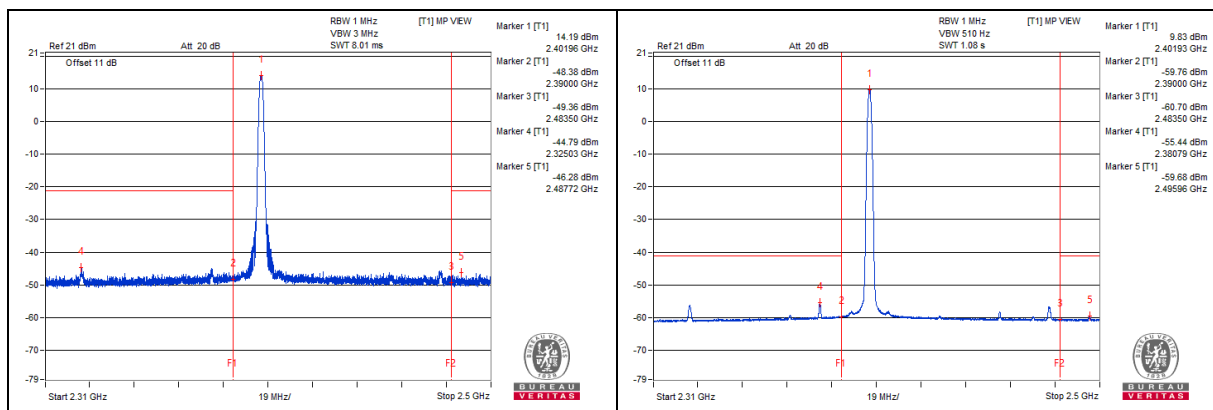 RBW 1 MHz [T1] MP VIEW
VBW 3 MHz
Ref 21 dBm Att 20 dB SWT 8.01 ms
21
Offset 11 dB
10
0
-10
-20
-30
-40
-50
-60
-70
-79
1
2
3
4
5
F1
F2
Start 2.31 GHz 19 MHz/ Stop 2.5 GHz
Marker 1 [T1]
14.19 dBm
2.40196 GHz
Marker 2 [T1]
-48.38 dBm
2.39000 GHz
Marker 3 [T1]
-49.36 dBm
2.48350 GHz
Marker 4 [T1]
-44.79 dBm
2.32503 GHz
Marker 5 [T1]
-46.28 dBm
2.48772 GHz
BUREAU VERITAS
1828
BUREAU
VERITAS
RBW 1 MHz [T1] MP VIEW
VBW 510 Hz
Ref 21 dBm Att 20 dB SWT 1.08 s
21
Offset 11 dB
10
0
-10
-20
-30
-40
-50
-60
-70
-79
1
2
3
4
5
F1
F2
Start 2.31 GHz 19 MHz/ Stop 2.5 GHz
Marker 1 [T1]
9.83 dBm
2.40193 GHz
Marker 2 [T1]
-59.76 dBm
2.39000 GHz
Marker 3 [T1]
-60.70 dBm
2.48350 GHz
Marker 4 [T1]
-55.44 dBm
2.38079 GHz
Marker 5 [T1]
-59.68 dBm
2.49596 GHz
BUREAU VERITAS
1828
BUREAU
VERITAS